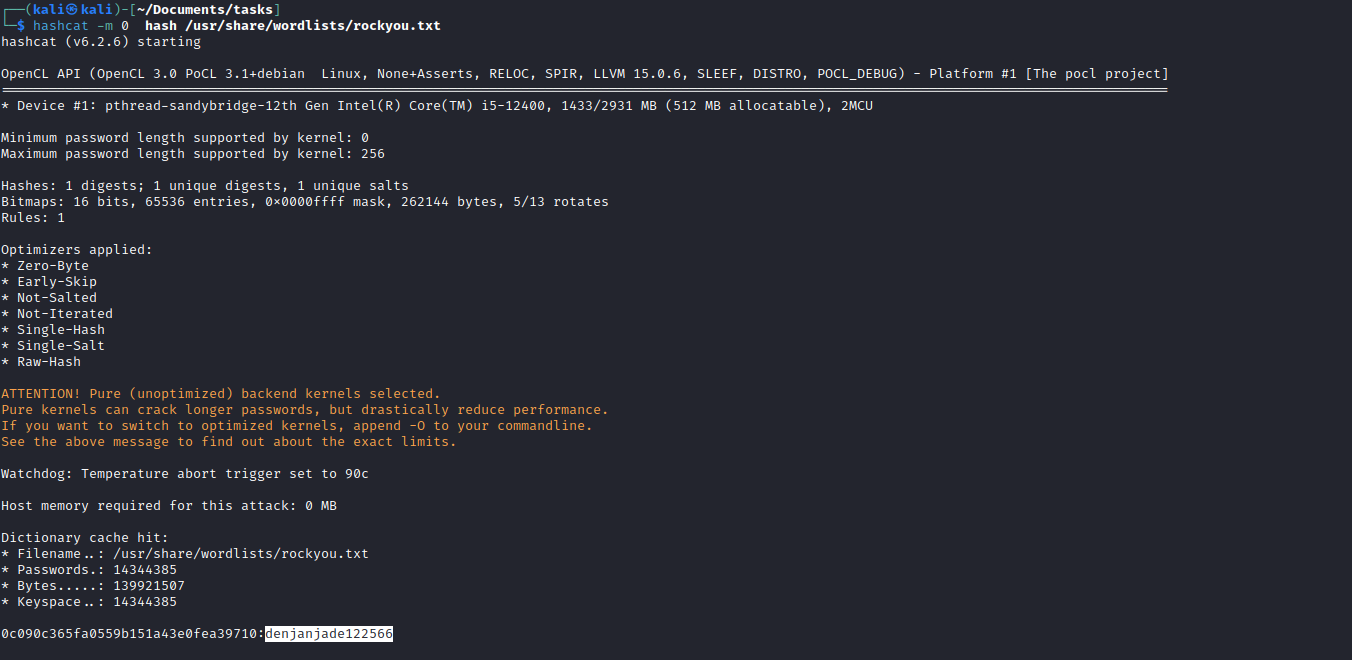 ┌──(kali㉿kali)-[~/Documents/tasks]
└─$ hashcat -m 0  hash /usr/share/wordlists/rockyou.txt
hashcat (v6.2.6) starting
OpenCL API (OpenCL 3.0 PoCL 3.1+debian  Linux, None+Asserts, RELOC, SPIR, LLVM 15.0.6, SLEEF, DISTRO, POCL_DEBUG) - Platform #1 [The pocl project]
==================================================================================================================================================
* Device #1: pthread-sandybridge-12th Gen Intel(R) Core(TM) i5-12400, 1433/2931 MB (512 MB allocatable), 2MCU
Minimum password length supported by kernel: 0
Maximum password length supported by kernel: 256
Hashes: 1 digests; 1 unique digests, 1 unique salts
Bitmaps: 16 bits, 65536 entries, 0x0000ffff mask, 262144 bytes, 5/13 rotates
Rules: 1
Optimizers applied:
* Zero-Byte
* Early-Skip
* Not-Salted
* Not-Iterated
* Single-Hash
* Single-Salt
* Raw-Hash
ATTENTION! Pure (unoptimized) backend kernels selected.
Pure kernels can crack longer passwords, but drastically reduce performance.
If you want to switch to optimized kernels, append -O to your commandline.
See the above message to find out about the exact limits.
Watchdog: Temperature abort trigger set to 90c
Host memory required for this attack: 0 MB
Dictionary cache hit:
* Filename..: /usr/share/wordlists/rockyou.txt
* Passwords.: 14344385
* Bytes.....: 139921507
* Keyspace..: 14344385
0c090c365fa0559b151a43e0fea39710:denjanjade122566